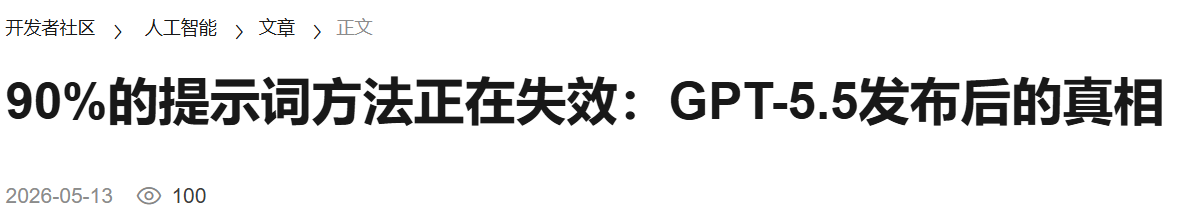 开发者社区 > 人工智能 > 文章 > 正文
90%的提示词方法正在失效：GPT-5.5发布后的真相
2026-05-13 100